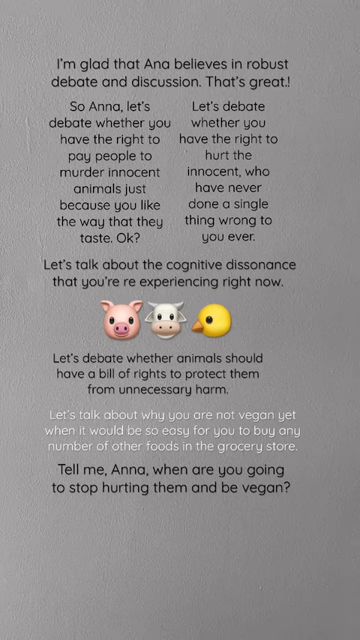 I'm glad that Ana believes in robust
debate and discussion. That's great.!
So Anna, let's
debate whether you
have the right to
pay people to
murder innocent
animals just
because you like
the way that they
taste. Ok?
Let's debate
whether you
have the right to
hurt the
innocent, who
have never
done a single
thing wrong to
you ever.
Let's talk about the cognitive dissonance
that you're re experiencing right now.
Let's debate whether animals should
have a bill of rights to protect them
from unnecessary harm.
Let's talk about why you are not vegan yet
when it would be so easy for you to buy any
number of other foods in the grocery store.
Tell me, Anna, when are you going
to stop hurting them and be vegan?